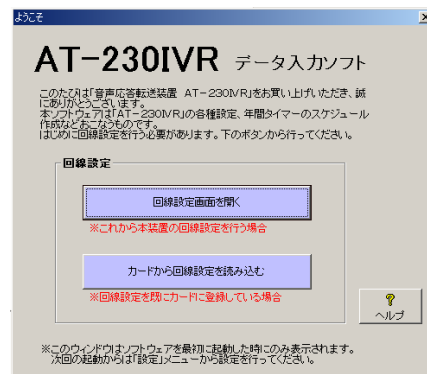 ようこそ
AT-230IVR データ入力ソフト
このたびは「音声応答転送装置 AT-230IVR」をお買い上げいただき、誠
にありがとうございます。
本ソフトウェアは「AT-230IVR」の各種設定、年間タイマーのスケジュール
作成などをおこなうものです。
はじめに回線設定を行う必要があります。下のボタンから行ってください。
回線設定
回線設定画面を開く
※これから本装置の回線設定を行う場合
カードから回線設定を読み込む
※回線設定を既にカードに登録している場合
ヘルプ
※このウィンドウはソフトウェアを最初に起動した時にのみ表示されます。
次回の起動からは「設定」メニューから設定を行ってください。